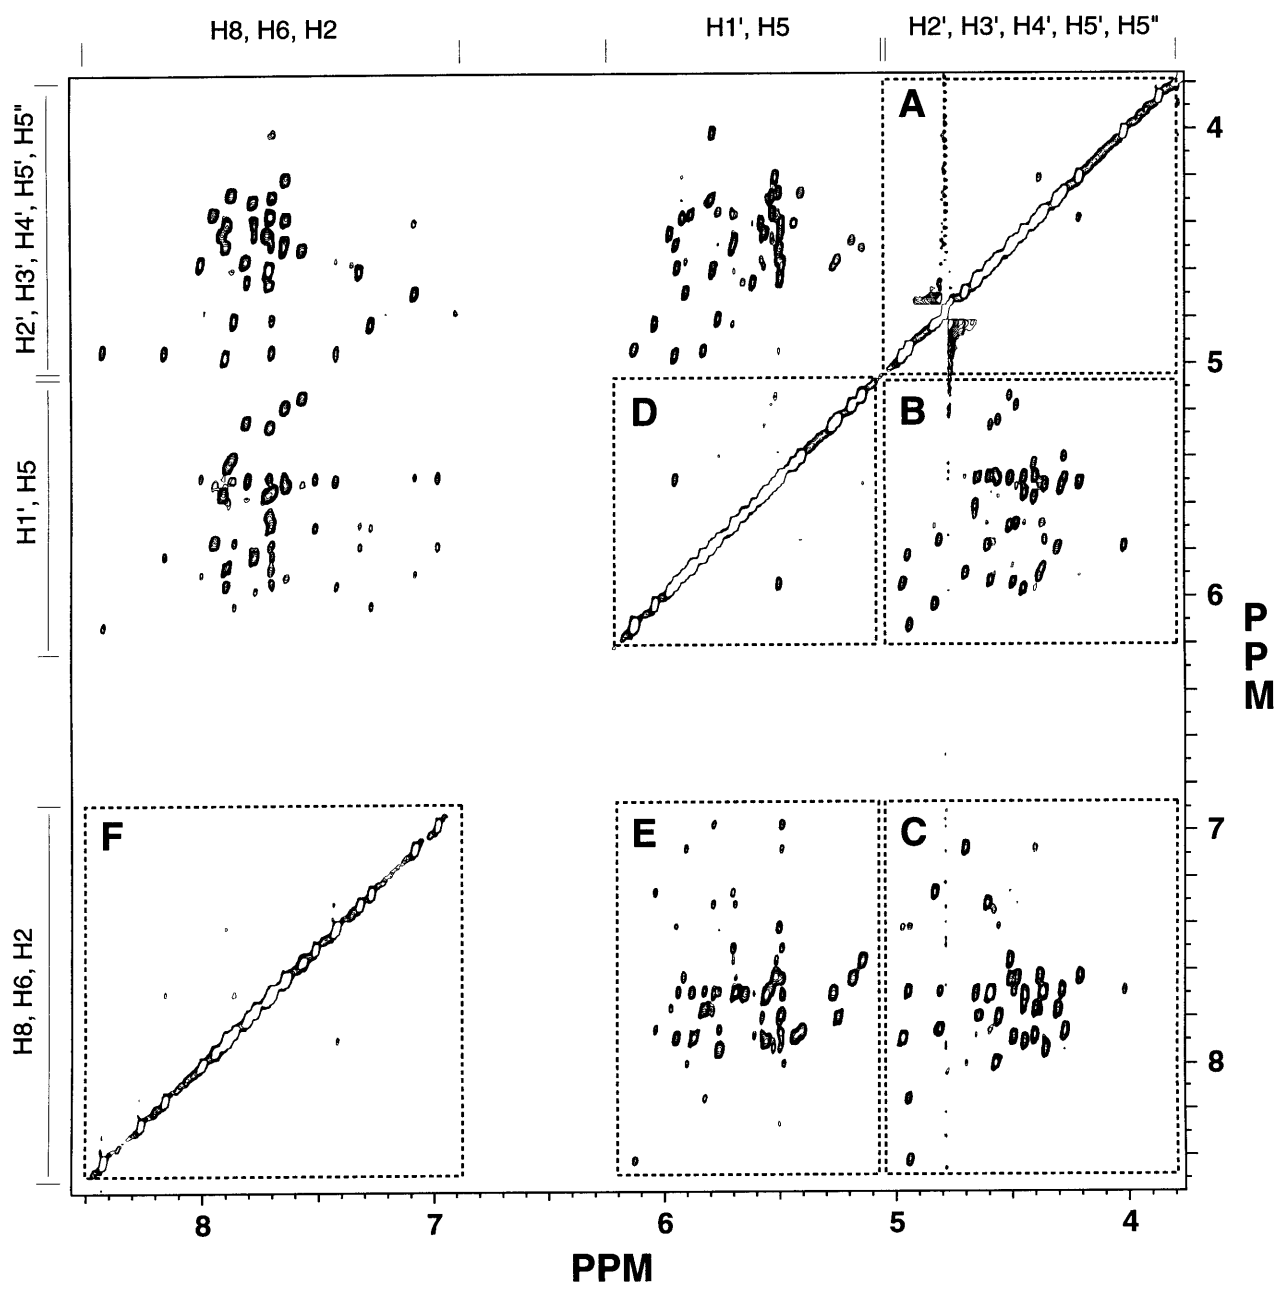 H8, H6, H2
H1', H5
H2', H3', H4', H5', H5"
H2', H3', H4', H5', H5"
H1', H5
H8, H6, H2
A
B
C
D
E
F
4
5
6
7
8
P
P
M
8
7
6
5
4
PPM